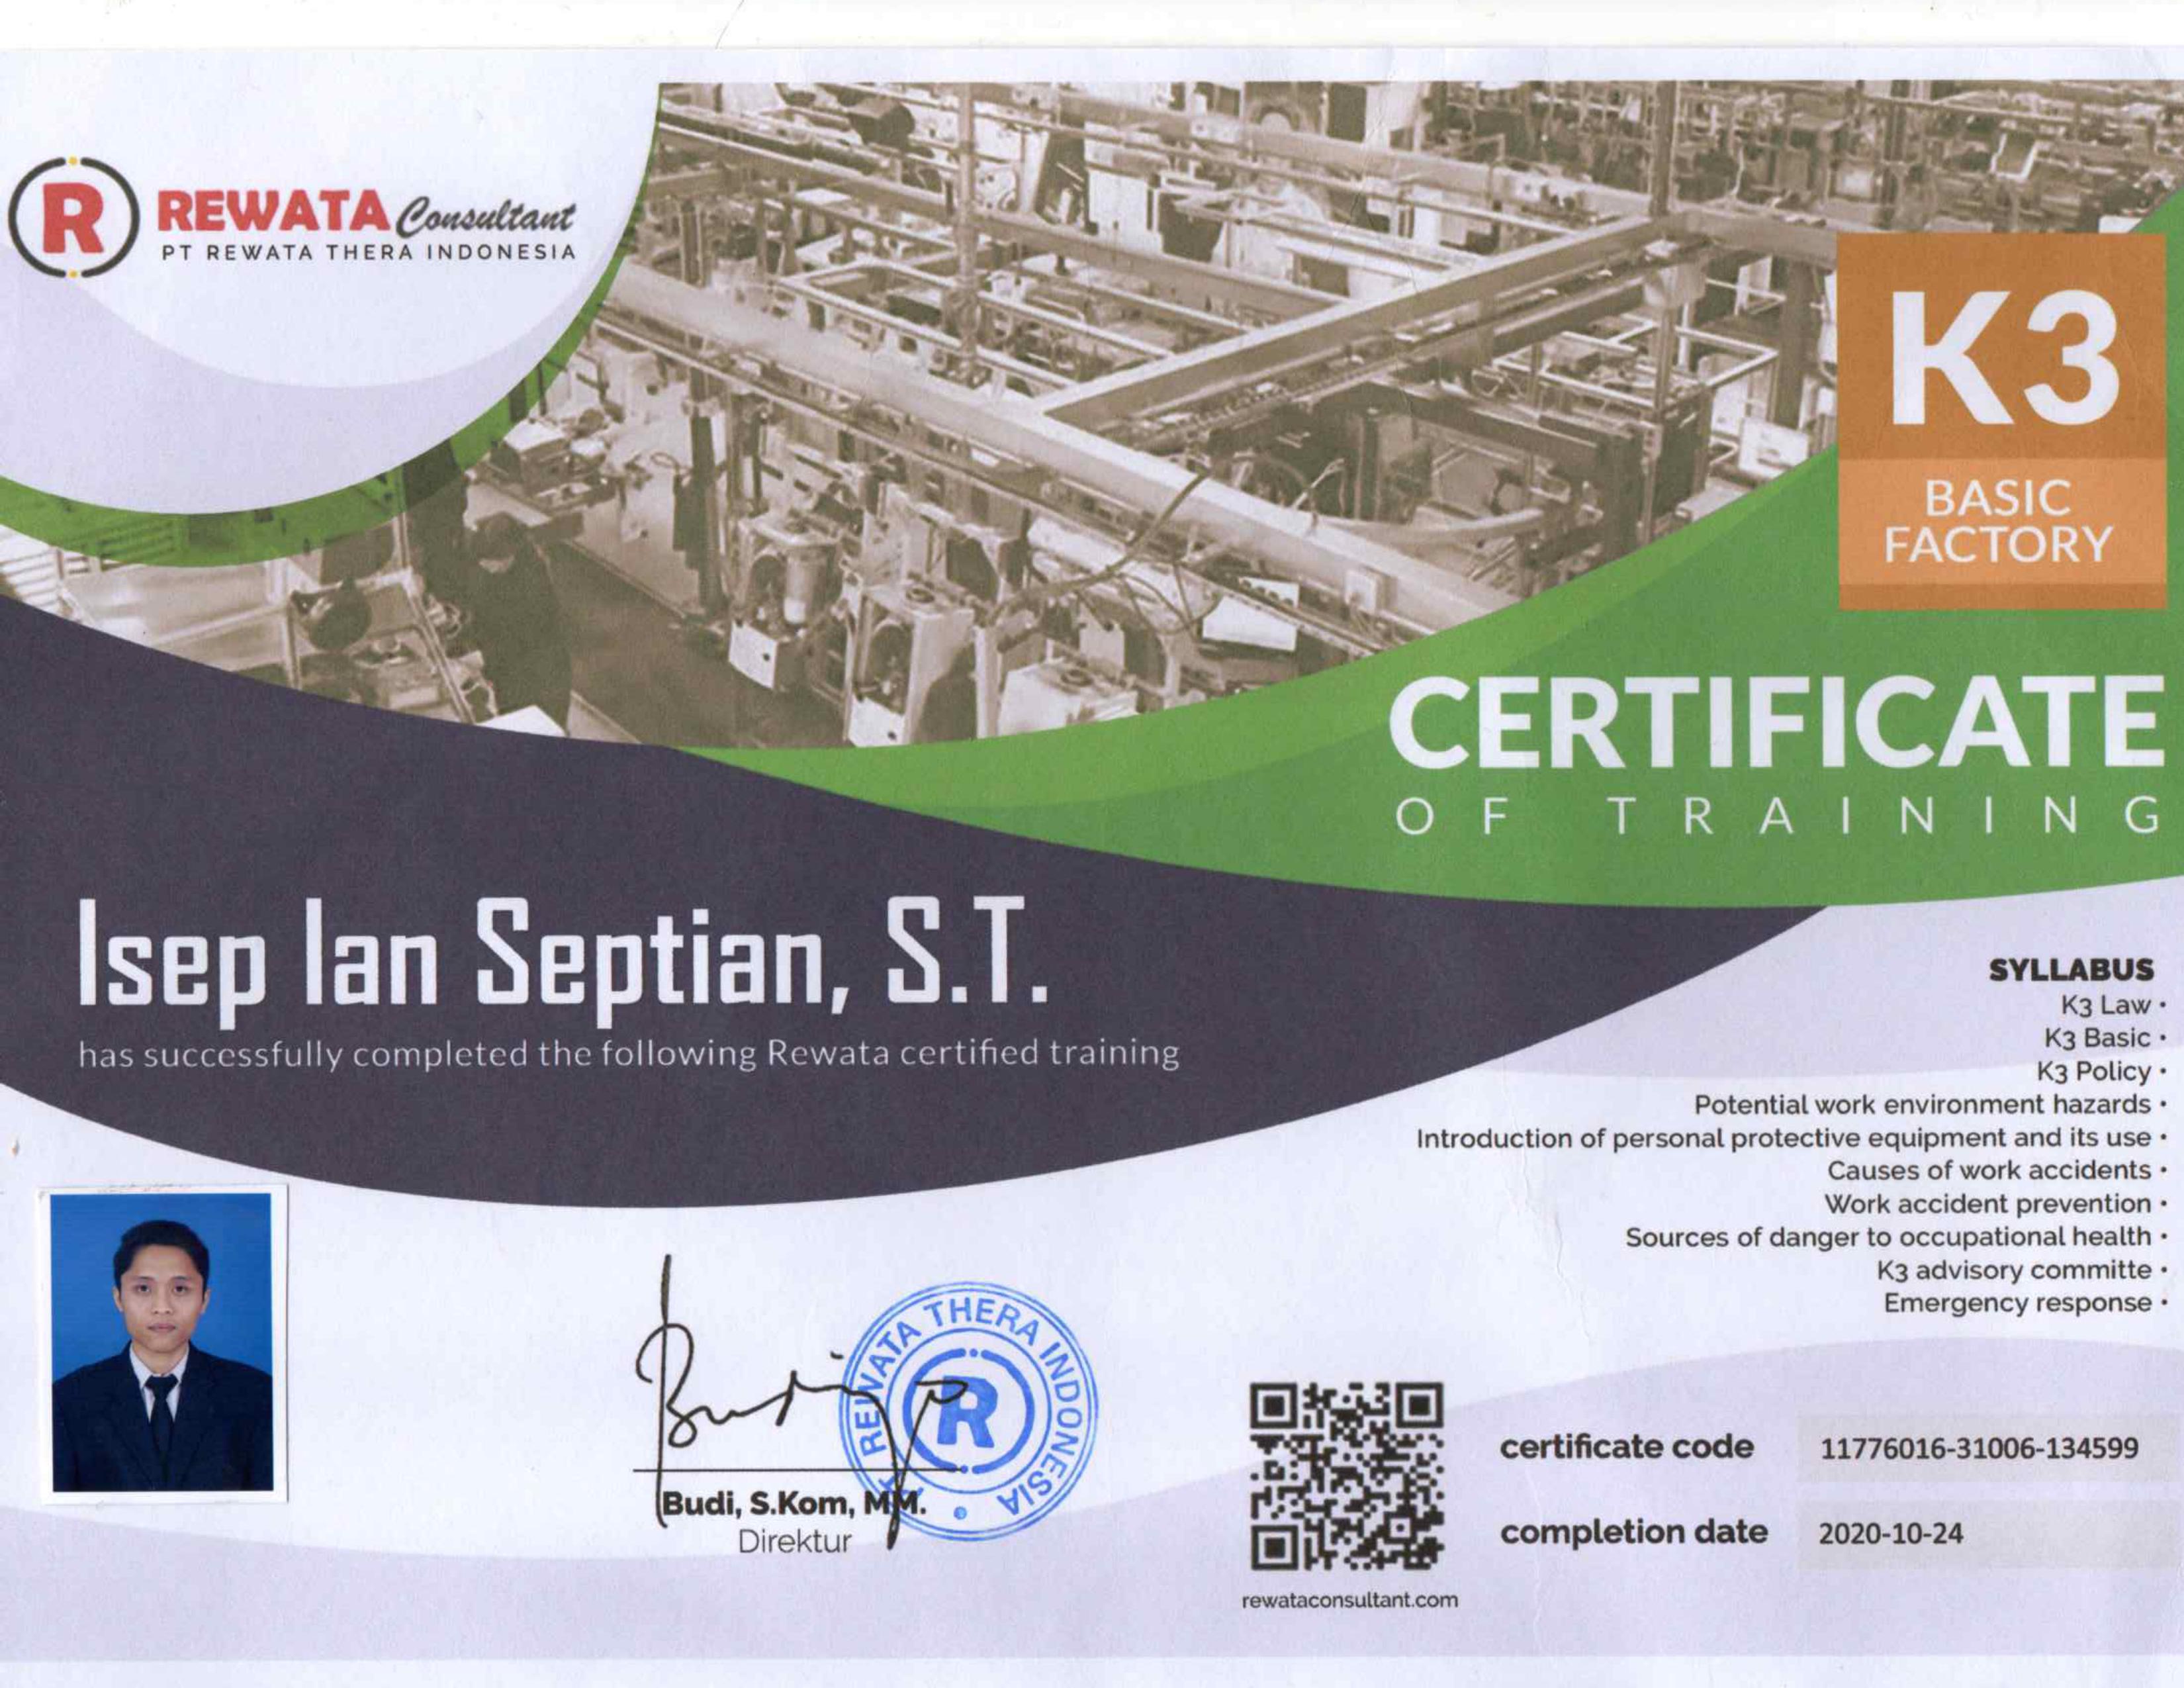 R
REWATA Consultant
PT REWATA THERA INDONESIA
K3
BASIC
FACTORY
CERTIFICATE
OF TRAINING
Isep Ian Septian, S.T.
has successfully completed the following Rewata certified training
SYLLABUS
K3 Law •
K3 Basic •
K3 Policy •
Potential work environment hazards •
Introduction of personal protective equipment and its use •
Causes of work accidents •
Work accident prevention •
Sources of danger to occupational health •
K3 advisory committe •
Emergency response •
PT REWATA THERA INDONESIA
R
Budi, S.Kom, MM.
Direktur
certificate code 11776016-31006-134599
completion date 2020-10-24
rewataconsultant.com